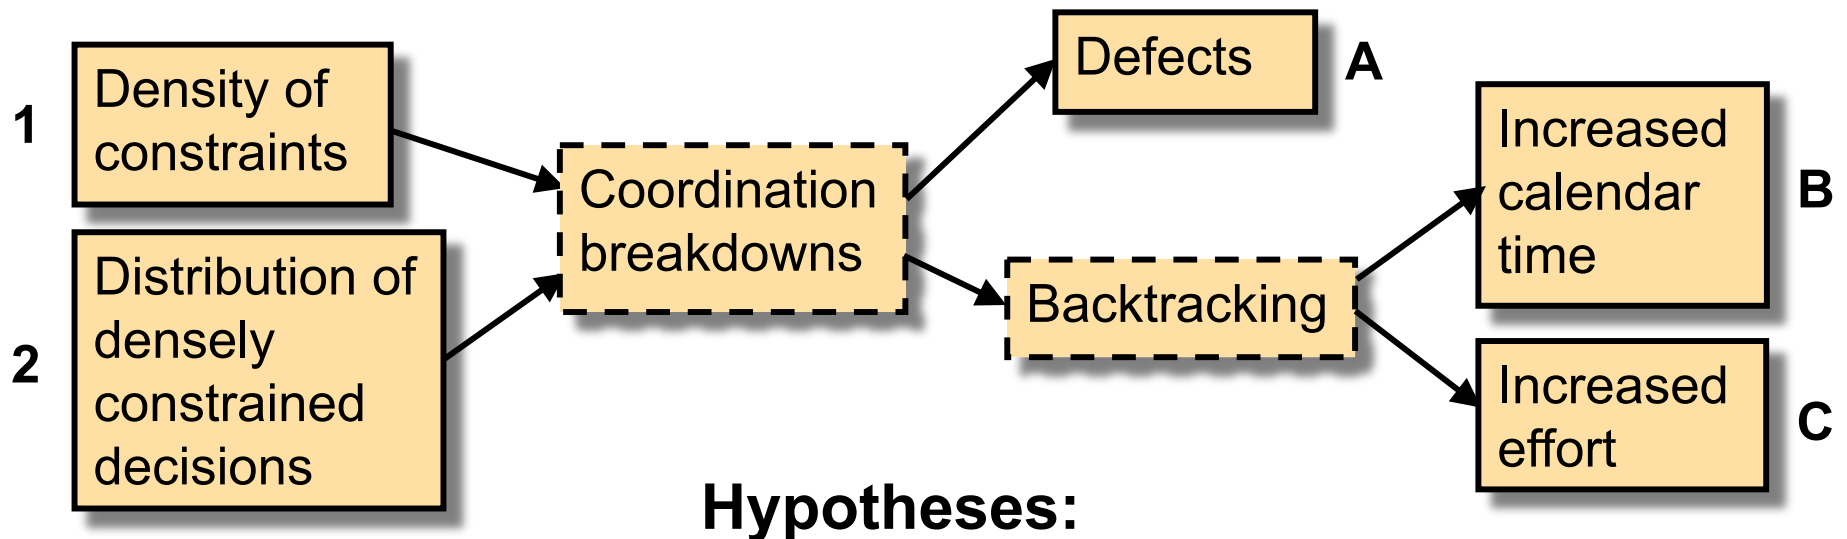 1
Density of
constraints
2
Distribution of
densely
constrained
decisions
Coordination
breakdowns
Defects
A
Backtracking
Increased
calendar
time
B
Increased
effort
C
Hypotheses: